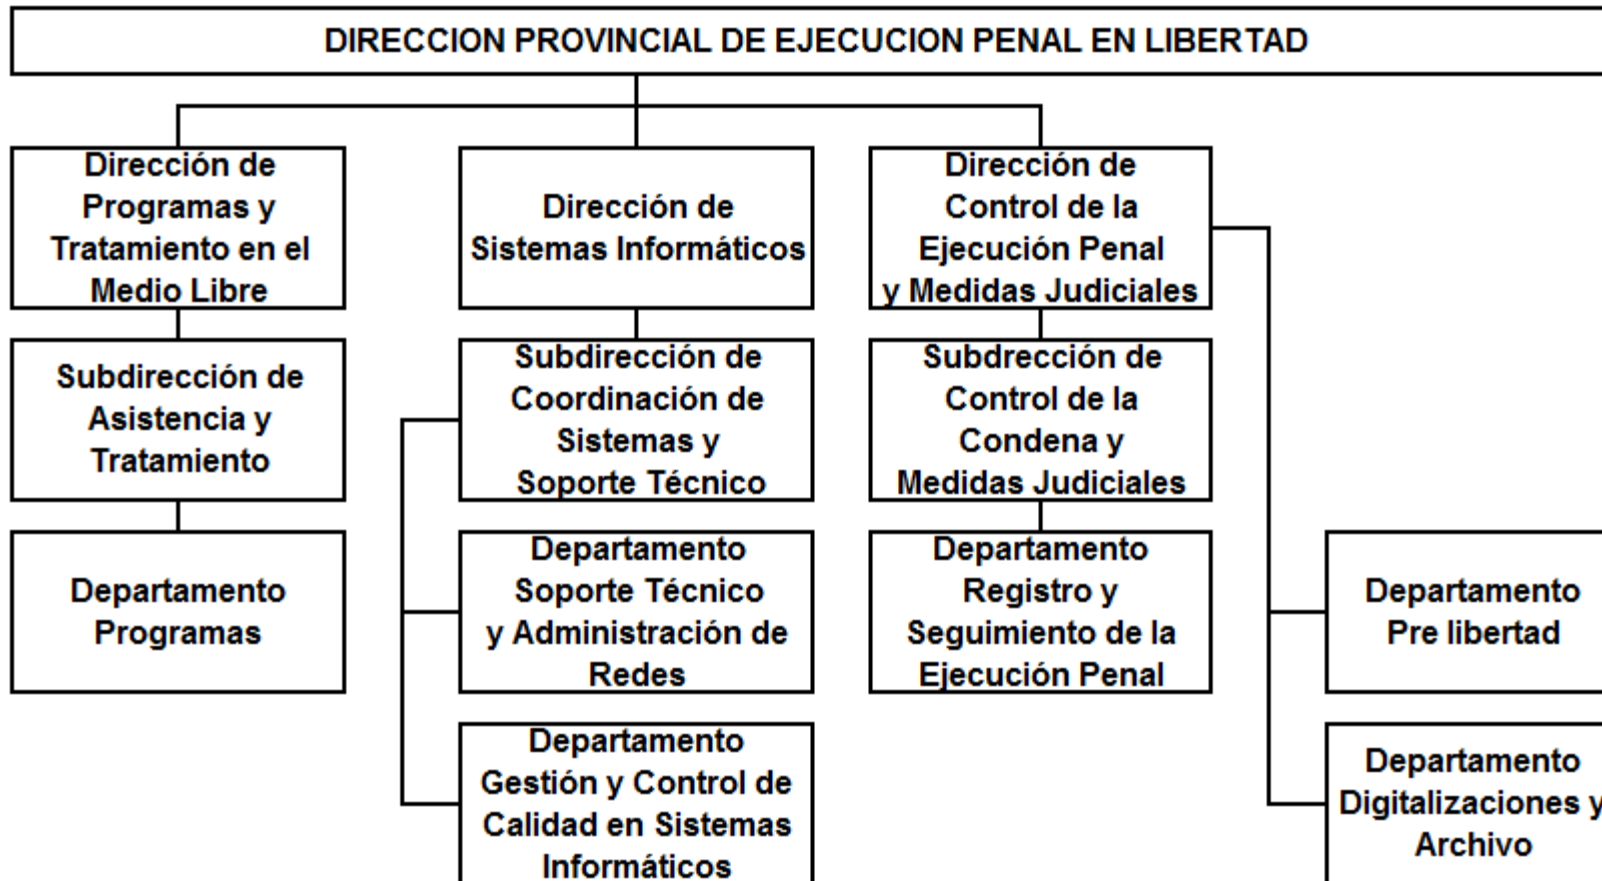 DIRECCION PROVINCIAL DE EJECUCION PENAL EN LIBERTAD
Dirección de
Programas y
Tratamiento en el
Medio Libre
Dirección de
Sistemas Informáticos
Dirección de
Control de la
Ejecución Penal
y Medidas Judiciales
Subdirección de
Asistencia y
Tratamiento
Subdirección de
Coordinación de
Sistemas y
Soporte Técnico
Subdrección de
Control de la
Condena y
Medidas Judiciales
Departamento
Programas
Departamento
Soporte Técnico
y Administración de
Redes
Departamento
Registro y
Seguimiento de la
Ejecución Penal
Departamento
Pre libertad
Departamento
Gestión y Control de
Calidad en Sistemas
Informáticos
Departamento
Digitalizaciones y
Archivo